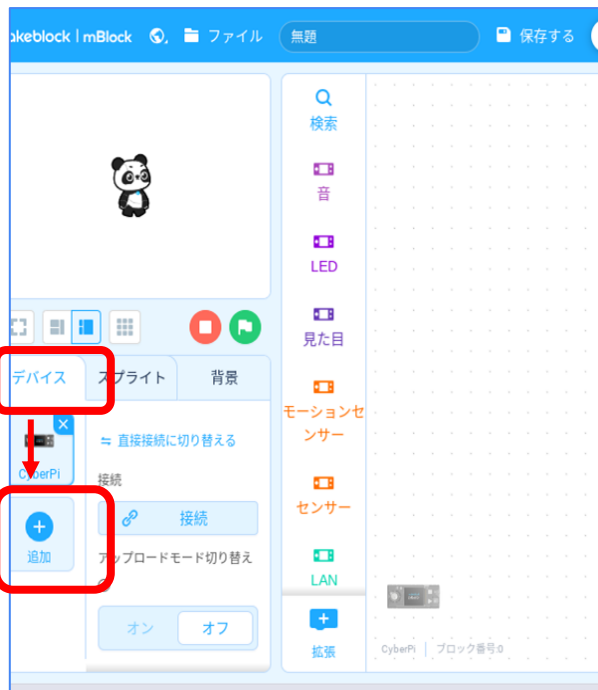 akeblock | mBlock ファイル 無題 保存する
検索
音
LED
見た目
デバイス スプライト 背景
モーションセ
ンサー
CyberPi
直接接続に切り替える
接続
接続
センサー
追加
アップロードモード切り替え
LAN
オン オフ
拡張
CyberPi | ブロック番号:0